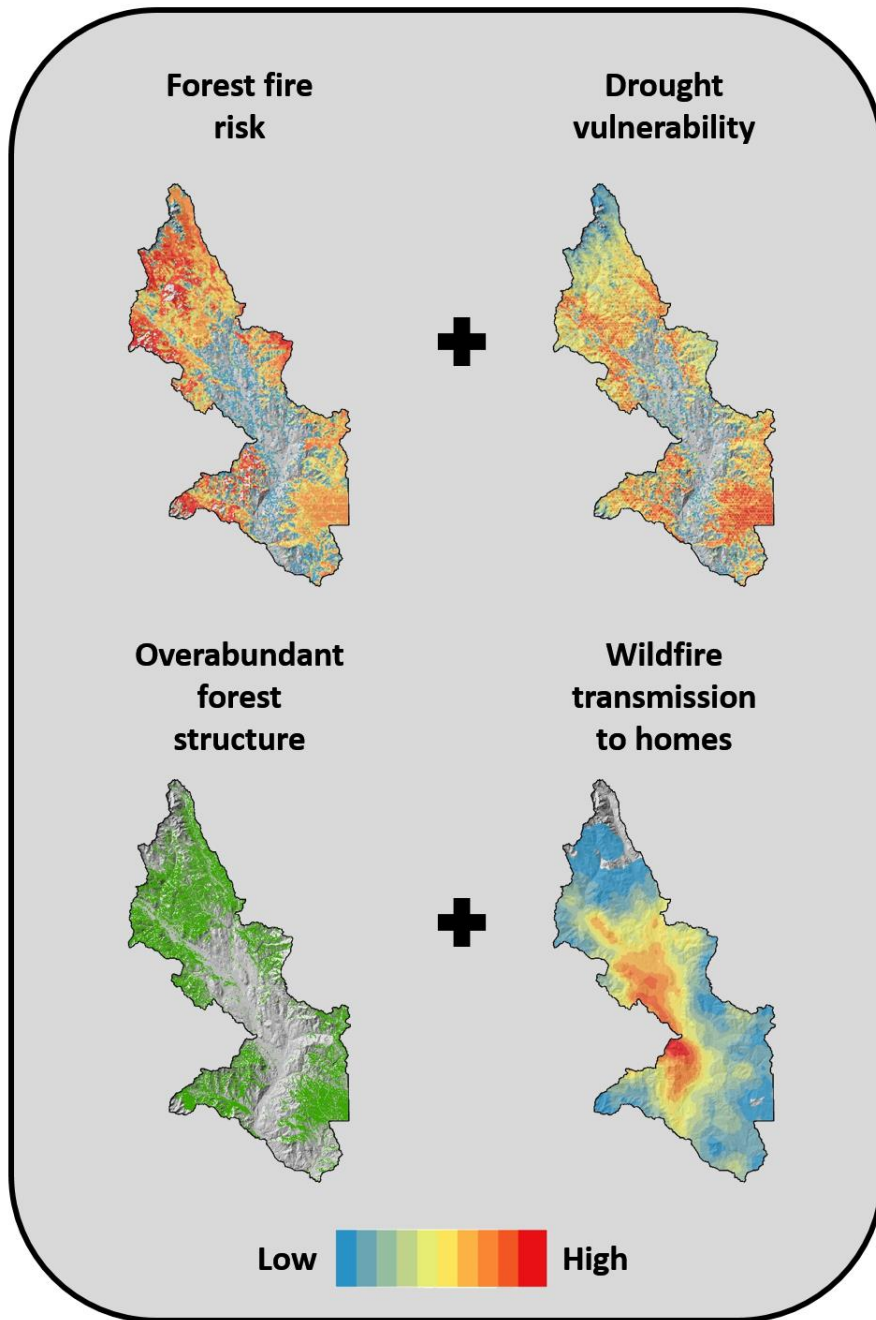 Forest fire
risk
Drought
vulnerability
Overabundant
forest
structure
Wildfire
transmission
to homes
Low
High